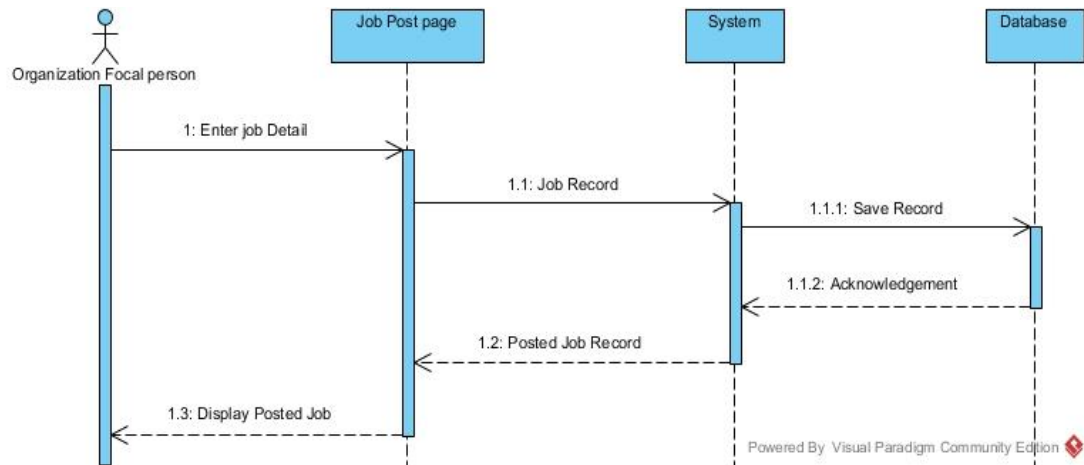 Job Post page
System
Database
Organization Focal person
1: Enter job Detail
1.1: Job Record
1.1.1: Save Record
1.1.2: Acknowledgement
1.2: Posted Job Record
1.3: Display Posted Job
Powered By Visual Paradigm Community Edition